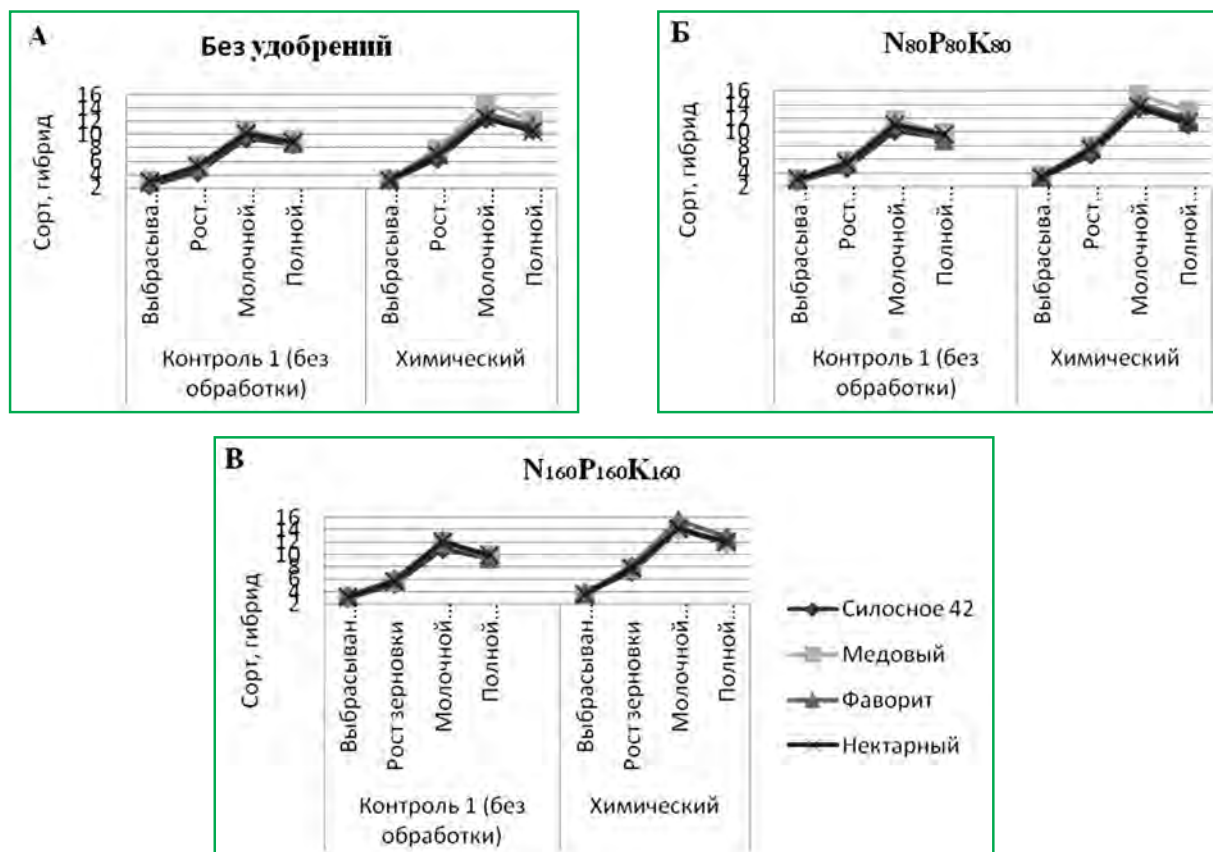 А
Без удобрений
Сорт, гибрид
16
14
12
10
8
6
4
2
Выбрасыва...
Рост...
Молочной...
Полной...
Выбрасыва...
Рост...
Молочной...
Полной...
Контроль 1 (без
обработки)
Химический
Б
N80P80K80
Сорт, гибрид
16
14
12
10
8
6
4
2
Выбрасыва...
Рост...
Молочной...
Полной...
Выбрасыва...
Рост...
Молочной...
Полной...
Контроль 1 (без
обработки)
Химический
В
N160P160K160
Сорт, гибрид
16
14
12
10
8
6
4
2
Выбрасыван...
Рост зерновки
Молочной...
Полной...
Выбрасыван...
Рост зерновки
Молочной...
Полной...
Контроль 1 (без
обработки)
Химический
Силосное 42
Медовый
Фаворит
Нектарный